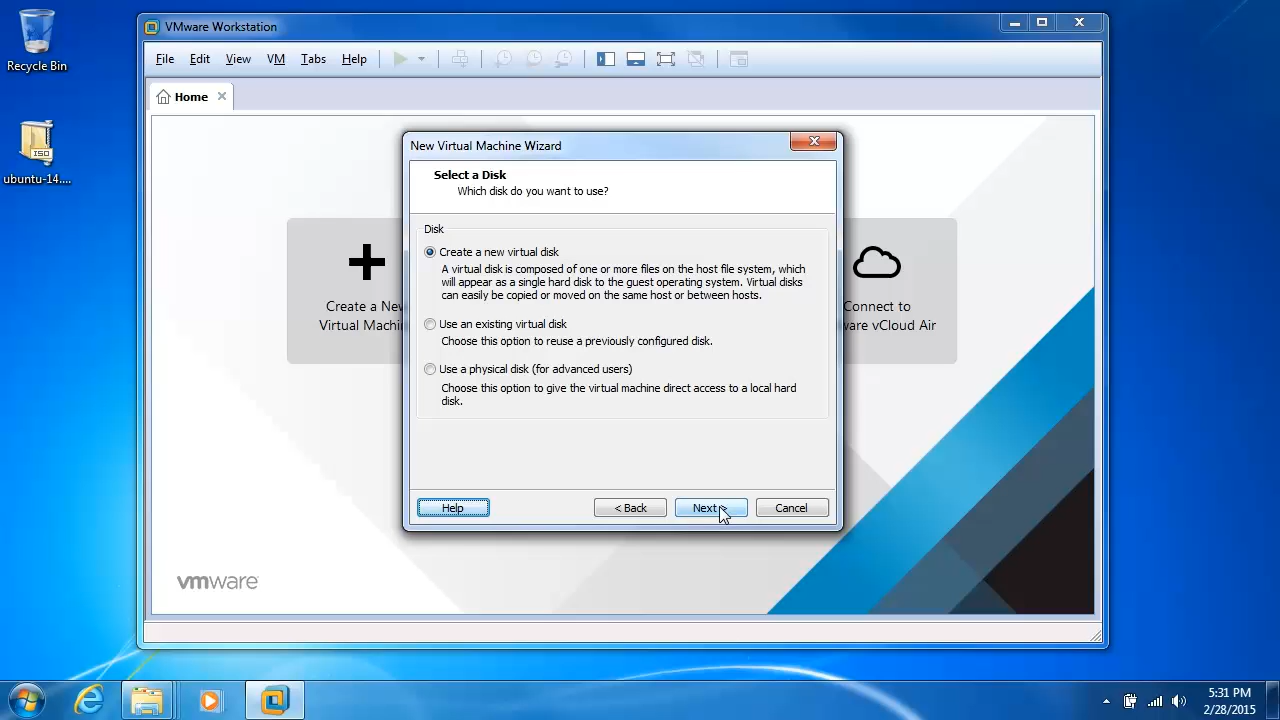 Recycle Bin
ISO
ubuntu-14....
VMware Workstation
File Edit View VM Tabs Help
Home
New Virtual Machine Wizard
Select a Disk
Which disk do you want to use?
Disk
Create a new virtual disk
A virtual disk is composed of one or more files on the host file system, which
will appear as a single hard disk to the guest operating system. Virtual disks
can easily be copied or moved on the same host or between hosts.
Use an existing virtual disk
Choose this option to reuse a previously configured disk.
Use a physical disk (for advanced users)
Choose this option to give the virtual machine direct access to a local hard
disk.
Help < Back Next > Cancel
Create a New
Virtual Machin
Connect to
ware vCloud Air
vmware
5:31 PM
2/28/2015